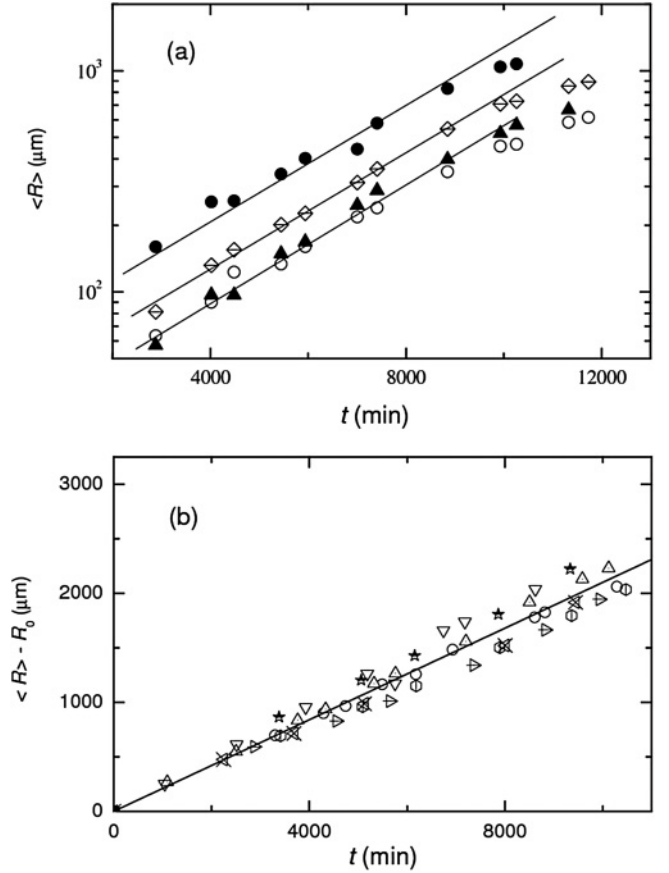 (a)
10³
10²
<R> (μm)
4000 8000 12000
t (min)
(b)
3000
2000
1000
0
< R> - R₀ (μm)
0 4000 8000
t (min)